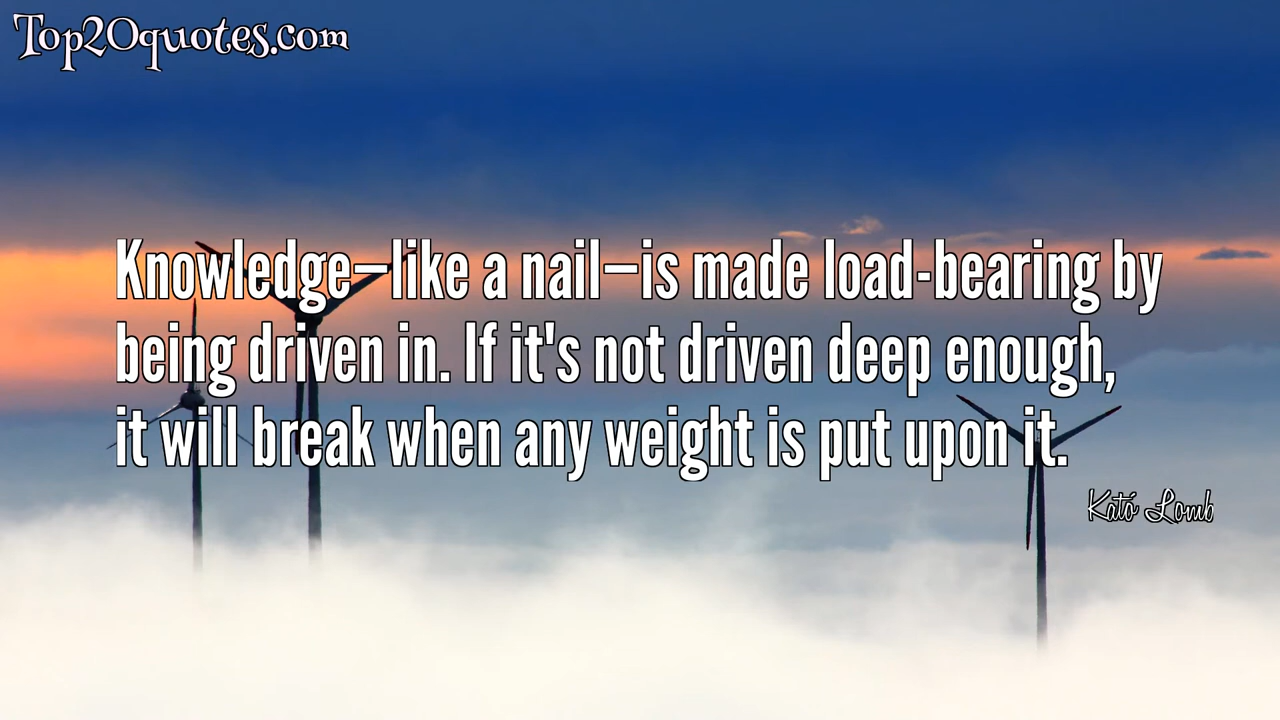 Top20quotes.com
Knowledge—like a nail—is made load-bearing by
being driven in. If it's not driven deep enough,
it will break when any weight is put upon it.
Kató Lomb